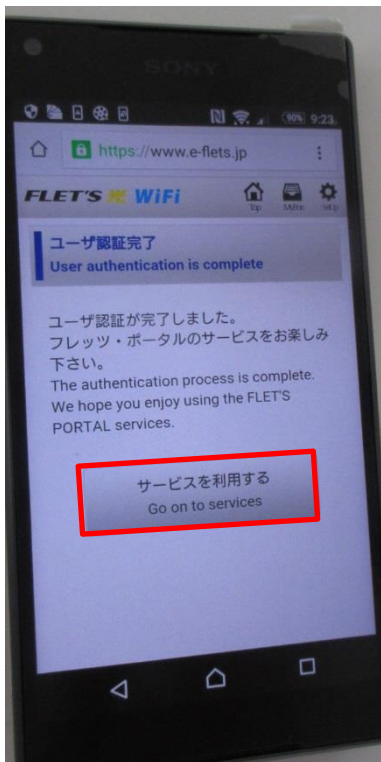 SONY
90% 9:23
https://www.e-flets.jp
FLET'S 光 WiFi
Top
ユーザ認証完了
User authentication is complete
ユーザ認証が完了しました。
フレッツ・ポータルのサービスをお楽しみ
下さい。
The authentication process is complete.
We hope you enjoy using the FLET'S
PORTAL services.
サービスを利用する
Go on to services